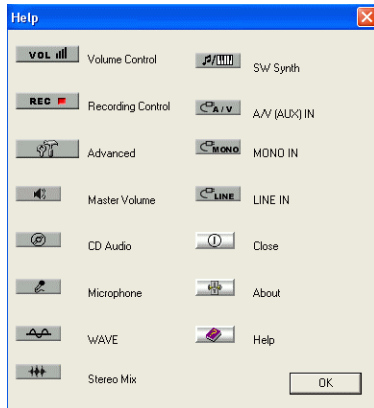 Help
VOL Volume Control
SW Synth
REC Recording Control
A/V A/V (AUX) IN
Advanced
MONO MONO IN
Master Volume
LINE LINE IN
CD Audio
Close
Microphone
About
WAVE
Help
Stereo Mix
OK